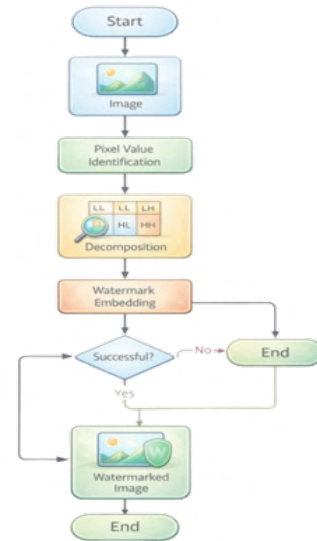 Start
Image
Pixel Value
Identification
LL LL LH
HL HH
Decomposition
Watermark
Embedding
Successful?
No
End
Yes
W
Watermarked
Image
End